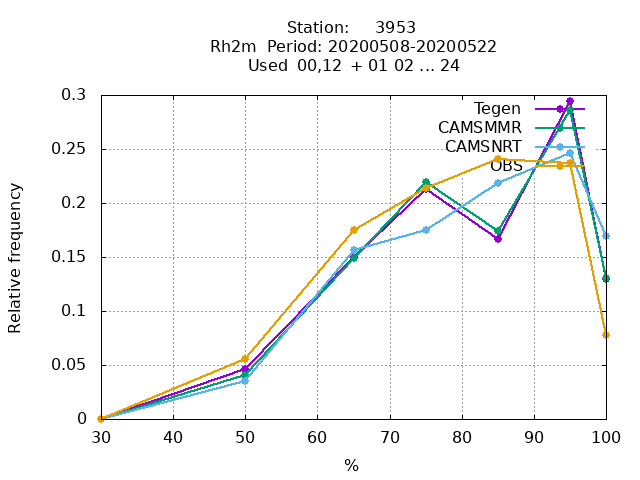 Station: 3953
Rh2m Period: 20200508-20200522
Used 00,12 + 01 02 ... 24
Tegen
CAMSMMR
CAMSNRT
OBS
Relative frequency
0.3
0.25
0.2
0.15
0.1
0.05
0
30 40 50 60 70 80 90 100
%